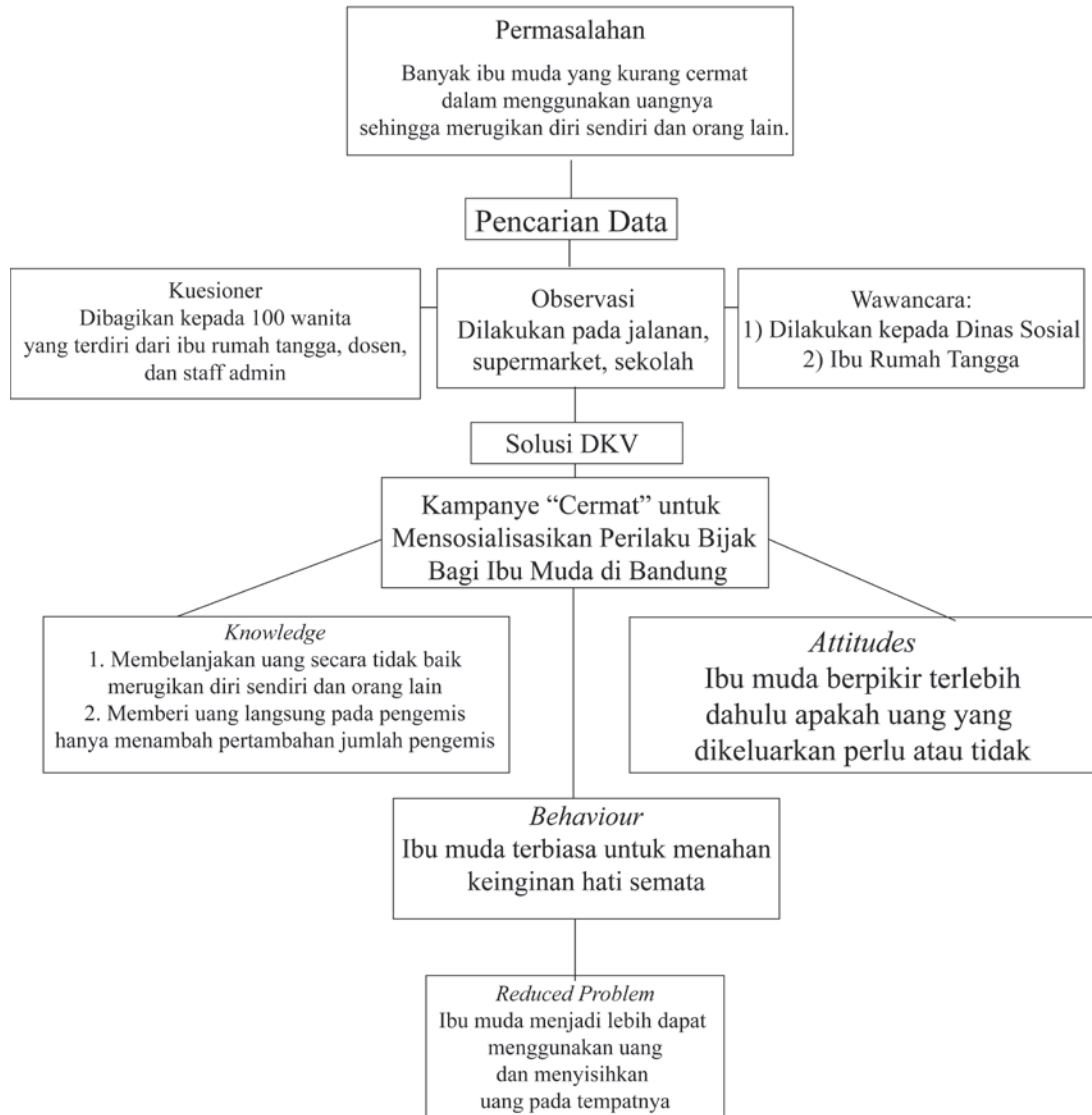 Permasalahan
Banyak ibu muda yang kurang cermat
dalam menggunakan uangnya
sehingga merugikan diri sendiri dan orang lain.
Pencarian Data
Kuesioner
Dibagikan kepada 100 wanita
yang terdiri dari ibu rumah tangga, dosen,
dan staff admin
Observasi
Dilakukan pada jalanan,
supermarket, sekolah
Wawancara:
1) Dilakukan kepada Dinas Sosial
2) Ibu Rumah Tangga
Solusi DKV
Kampanye “Cermat” untuk
Mensosialisasikan Perilaku Bijak
Bagi Ibu Muda di Bandung
Knowledge
1. Membelanjakan uang secara tidak baik
merugikan diri sendiri dan orang lain
2. Memberi uang langsung pada pengemis
hanya menambah pertambahan jumlah pengemis
Attitudes
Ibu muda berpikir terlebih
dahulu apakah uang yang
dikeluarkan perlu atau tidak
Behaviour
Ibu muda terbiasa untuk menahan
keinginan hati semata
Reduced Problem
Ibu muda menjadi lebih dapat
menggunakan uang
dan menyisihkan
uang pada tempatnya